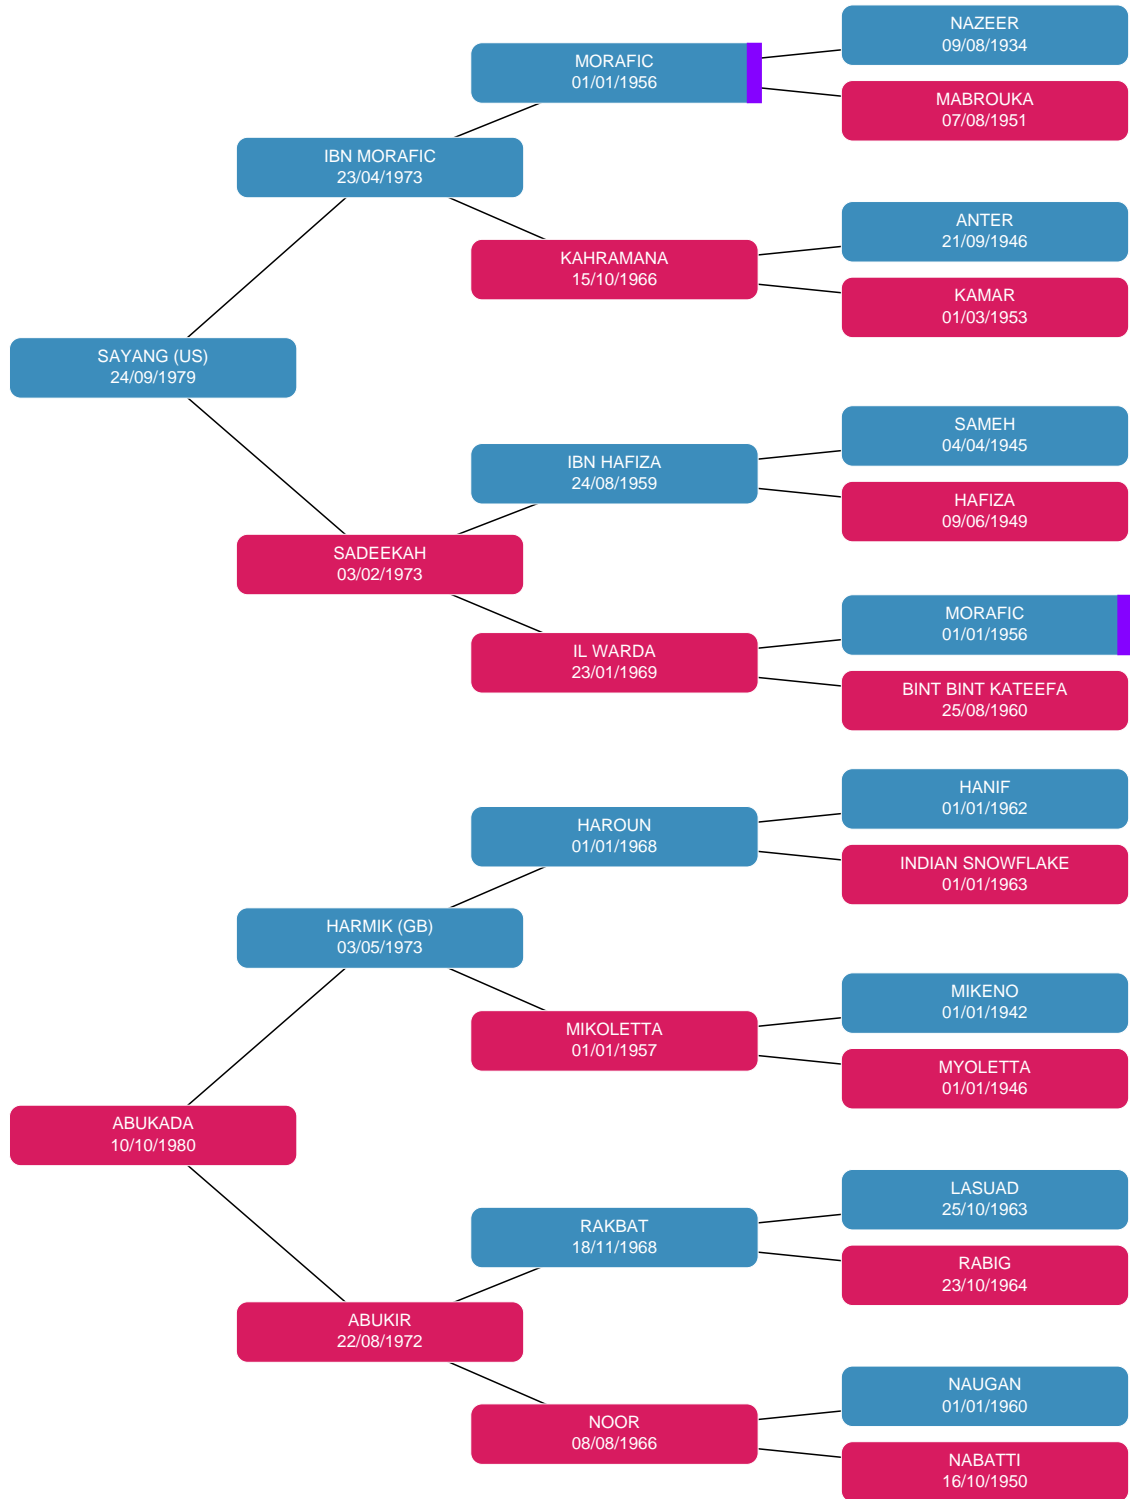 NAZEER
09/08/1934
MORAFIC
01/01/1956
MABROUKA
07/08/1951
IBN MORAFIC
23/04/1973
ANTER
21/09/1946
KAHRAMANA
15/10/1966
KAMAR
01/03/1953
SAYANG (US)
24/09/1979
SAMEH
04/04/1945
IBN HAFIZA
24/08/1959
HAFIZA
09/06/1949
SADEEKAH
03/02/1973
MORAFIC
01/01/1956
IL WARDA
23/01/1969
BINT BINT KATEEFA
25/08/1960
HANIF
01/01/1962
HAROUN
01/01/1968
INDIAN SNOWFLAKE
01/01/1963
HARMIK (GB)
03/05/1973
MIKENO
01/01/1942
MIKOLETTA
01/01/1957
MYOLETTA
01/01/1946
ABUKADA
10/10/1980
LASUAD
25/10/1963
RAKBAT
18/11/1968
RABIG
23/10/1964
ABUKIR
22/08/1972
NAUGAN
01/01/1960
NOOR
08/08/1966
NABATTI
16/10/1950